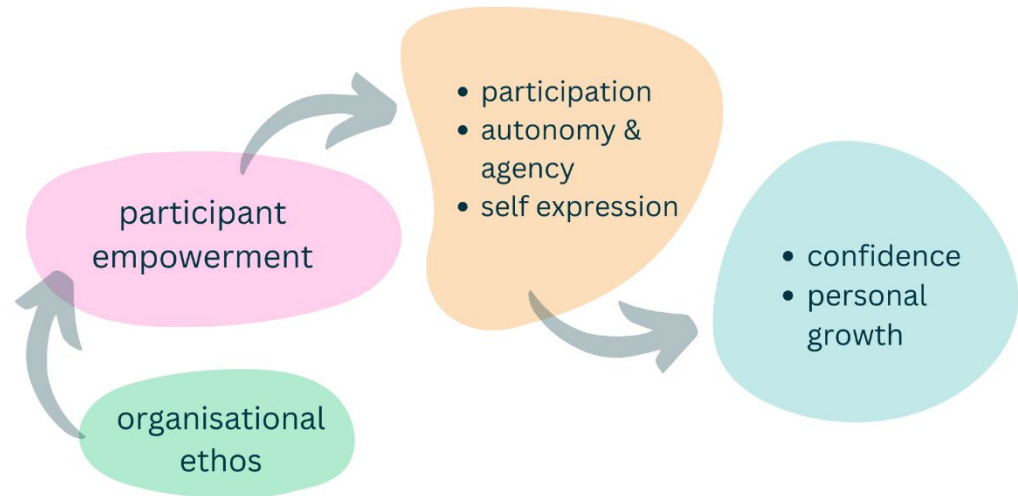 • participation
• autonomy &
agency
• self expression
participant
empowerment
• confidence
• personal
growth
organisational
ethos